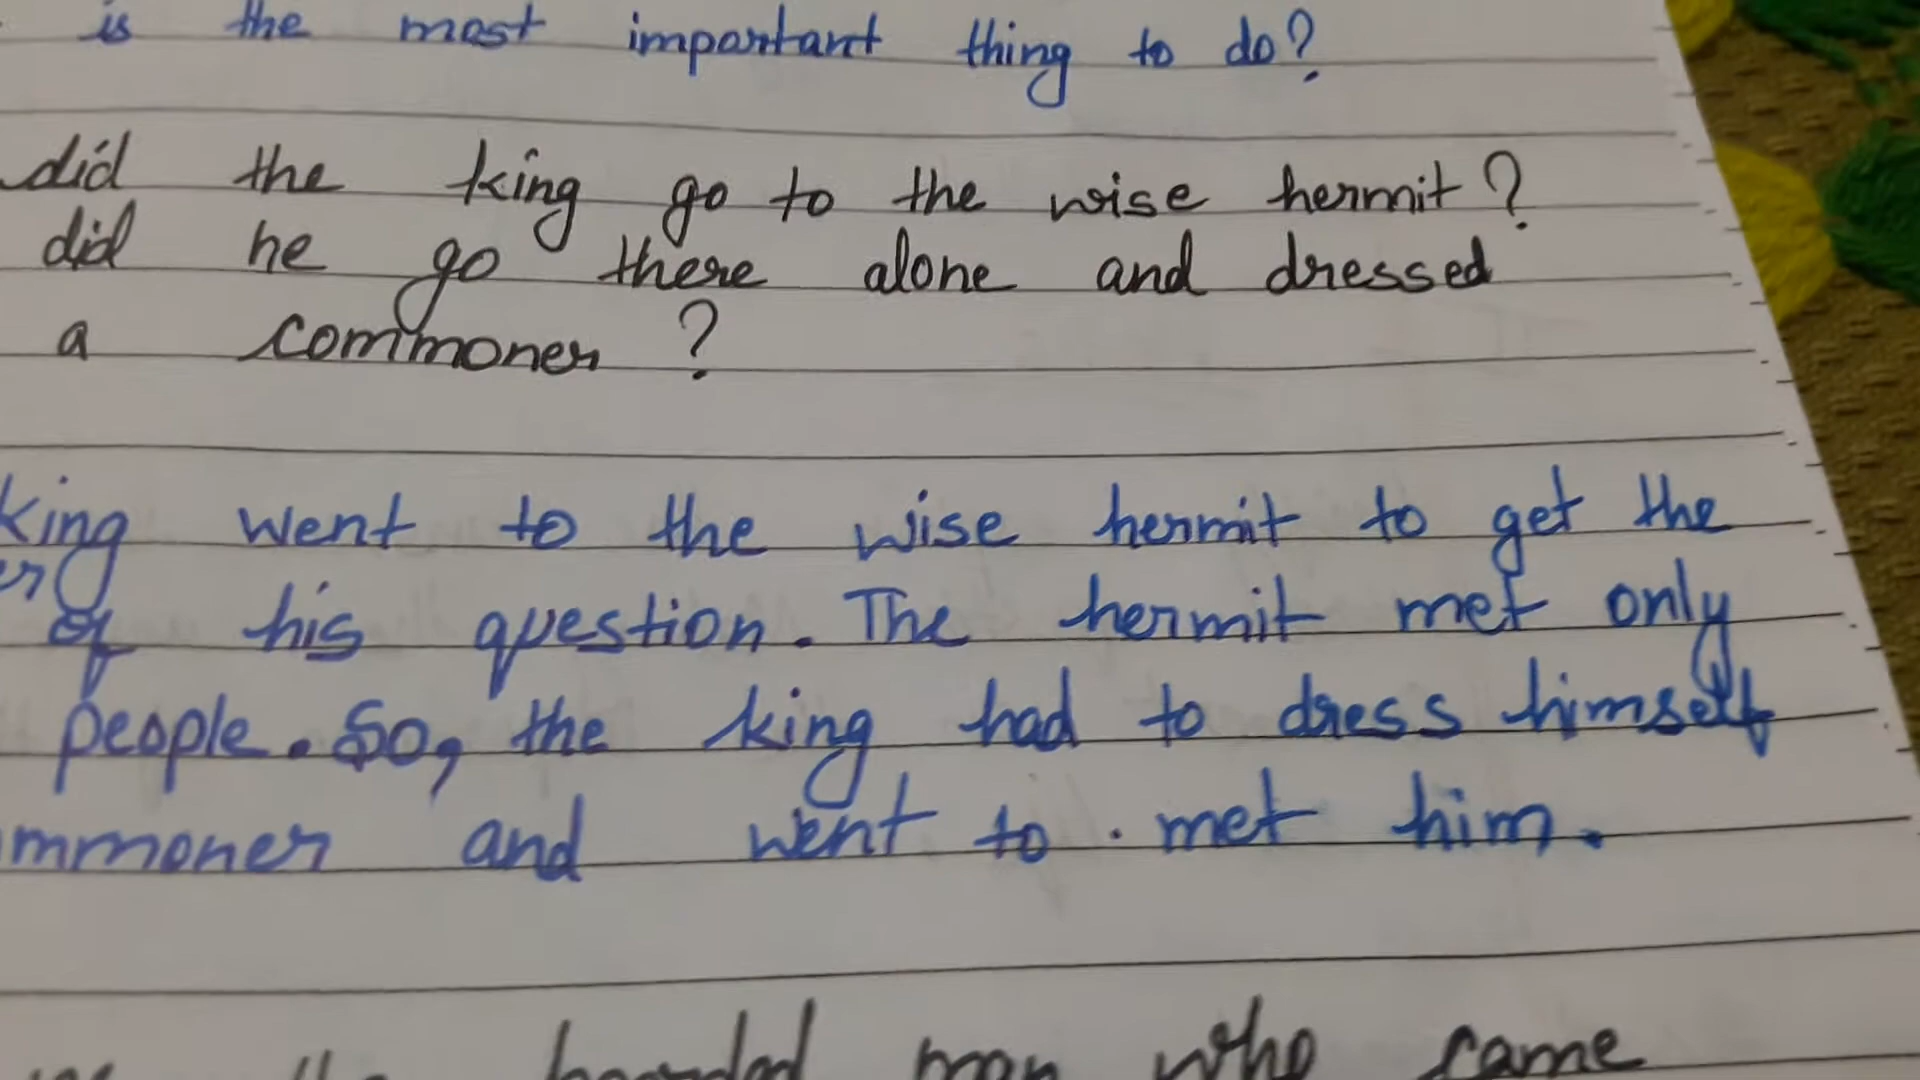 is the most important thing to do?
did the king go to the wise hermit?
did he go there alone and dressed
a commoner?
king went to the wise hermit to get the
of his question. The hermit met only
people. So, the king had to dress himself
mmoner and went to. met him.
man who came